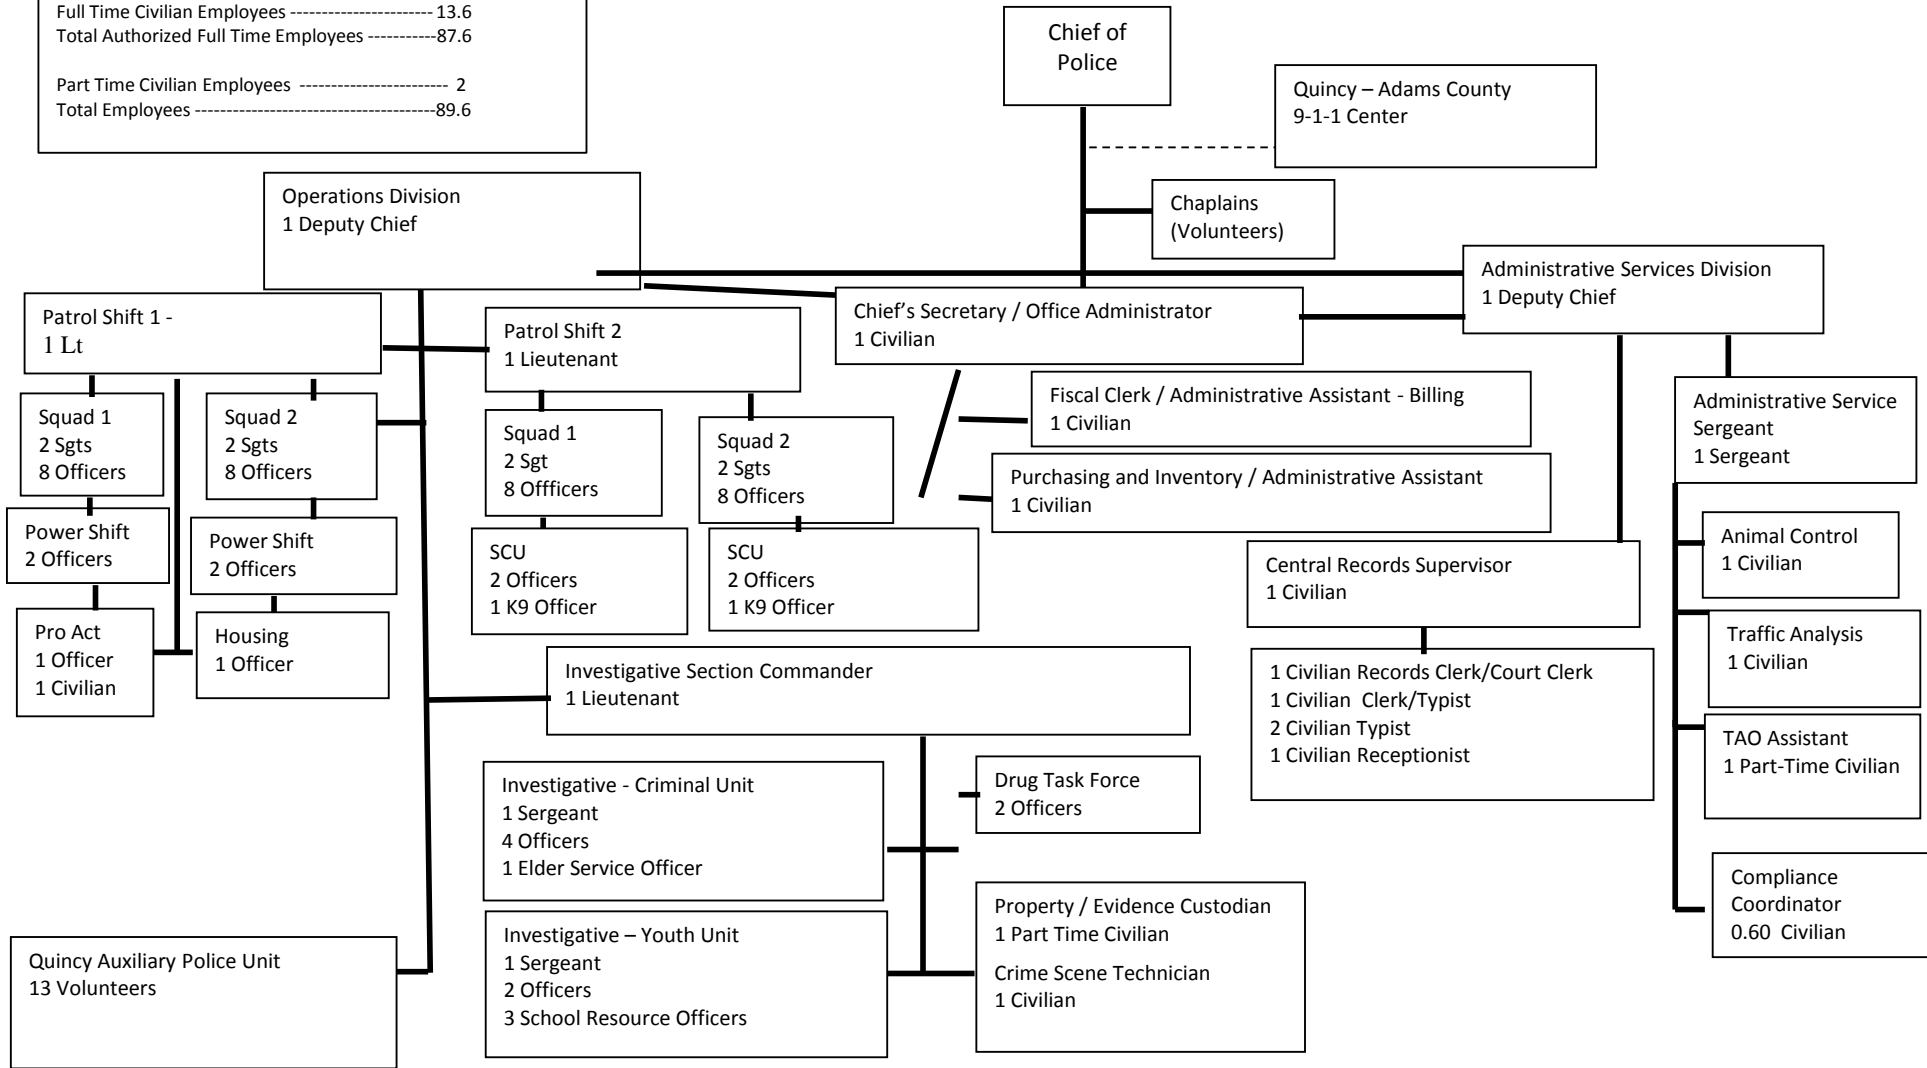 Full Time Civilian Employees ----------------------- 13.6
Total Authorized Full Time Employees -----------87.6
Part Time Civilian Employees ------------------------- 2
Total Employees ---------------------------------------89.6
Chief of
Police
Quincy – Adams County
9-1-1 Center
Chaplains
(Volunteers)
Operations Division
1 Deputy Chief
Administrative Services Division
1 Deputy Chief
Chief’s Secretary / Office Administrator
1 Civilian
Patrol Shift 1 -
1 Lt
Patrol Shift 2
1 Lieutenant
Squad 1
2 Sgts
8 Officers
Squad 2
2 Sgts
8 Officers
Squad 1
2 Sgt
8 Offficers
Squad 2
2 Sgts
8 Officers
Fiscal Clerk / Administrative Assistant - Billing
1 Civilian
Purchasing and Inventory / Administrative Assistant
1 Civilian
Administrative Service
Sergeant
1 Sergeant
Power Shift
2 Officers
Power Shift
2 Officers
SCU
2 Officers
1 K9 Officer
SCU
2 Officers
1 K9 Officer
Central Records Supervisor
1 Civilian
Animal Control
1 Civilian
Pro Act
1 Officer
1 Civilian
Housing
1 Officer
Investigative Section Commander
1 Lieutenant
1 Civilian Records Clerk/Court Clerk
1 Civilian  Clerk/Typist
2 Civilian Typist
1 Civilian Receptionist
Traffic Analysis
1 Civilian
TAO Assistant
1 Part-Time Civilian
Investigative - Criminal Unit
1 Sergeant
4 Officers
1 Elder Service Officer
Drug Task Force
2 Officers
Compliance
Coordinator
0.60  Civilian
Property / Evidence Custodian
1 Part Time Civilian
Crime Scene Technician
1 Civilian
Investigative – Youth Unit
1 Sergeant
2 Officers
3 School Resource Officers
Quincy Auxiliary Police Unit
13 Volunteers